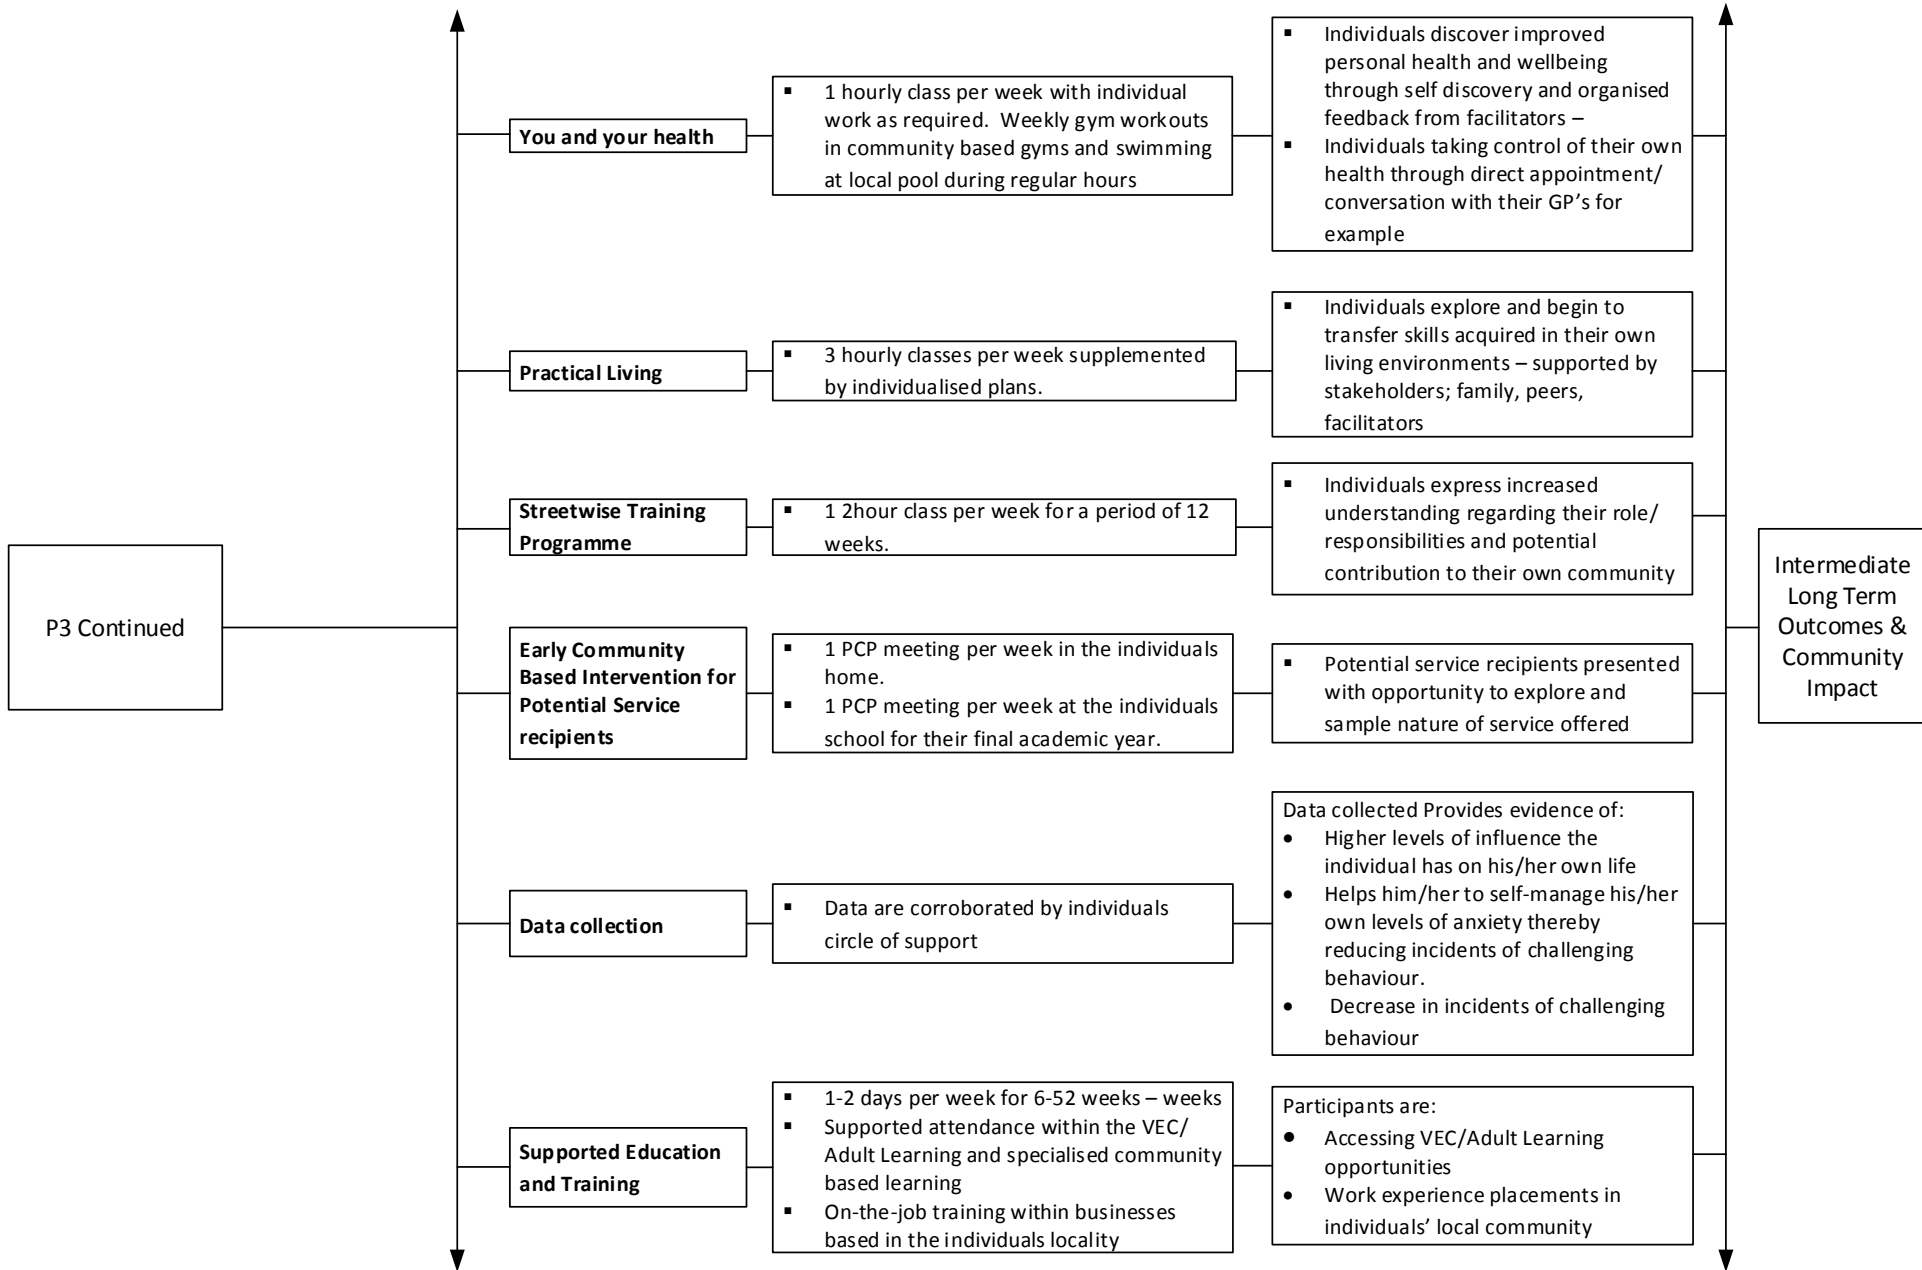 P3 Continued
You and your health
▪ 1 hourly class per week with individual
work as required.  Weekly gym workouts
in community based gyms and swimming
at local pool during regular hours
▪ Individuals discover improved
personal health and wellbeing
through self discovery and organised
feedback from facilitators –
▪ Individuals taking control of their own
health through direct appointment/
conversation with their GP’s for
example
Practical Living
▪ 3 hourly classes per week supplemented
by individualised plans.
▪ Individuals explore and begin to
transfer skills acquired in their own
living environments – supported by
stakeholders; family, peers,
facilitators
Streetwise Training
Programme
▪ 1 2hour class per week for a period of 12
weeks.
▪ Individuals express increased
understanding regarding their role/
responsibilities and potential
contribution to their own community
Early Community
Based Intervention for
Potential Service
recipients
▪ 1 PCP meeting per week in the individuals
home.
▪ 1 PCP meeting per week at the individuals
school for their final academic year.
▪ Potential service recipients presented
with opportunity to explore and
sample nature of service offered
Data collection
▪ Data are corroborated by individuals
circle of support
Data collected Provides evidence of:
• Higher levels of influence the
individual has on his/her own life
• Helps him/her to self-manage his/her
own levels of anxiety thereby
reducing incidents of challenging
behaviour.
• Decrease in incidents of challenging
behaviour
Supported Education
and Training
▪ 1-2 days per week for 6-52 weeks – weeks
▪ Supported attendance within the VEC/
Adult Learning and specialised community
based learning
▪ On-the-job training within businesses
based in the individuals locality
Participants are:
• Accessing VEC/Adult Learning
opportunities
• Work experience placements in
individuals’ local community
Intermediate
Long Term
Outcomes &
Community
Impact